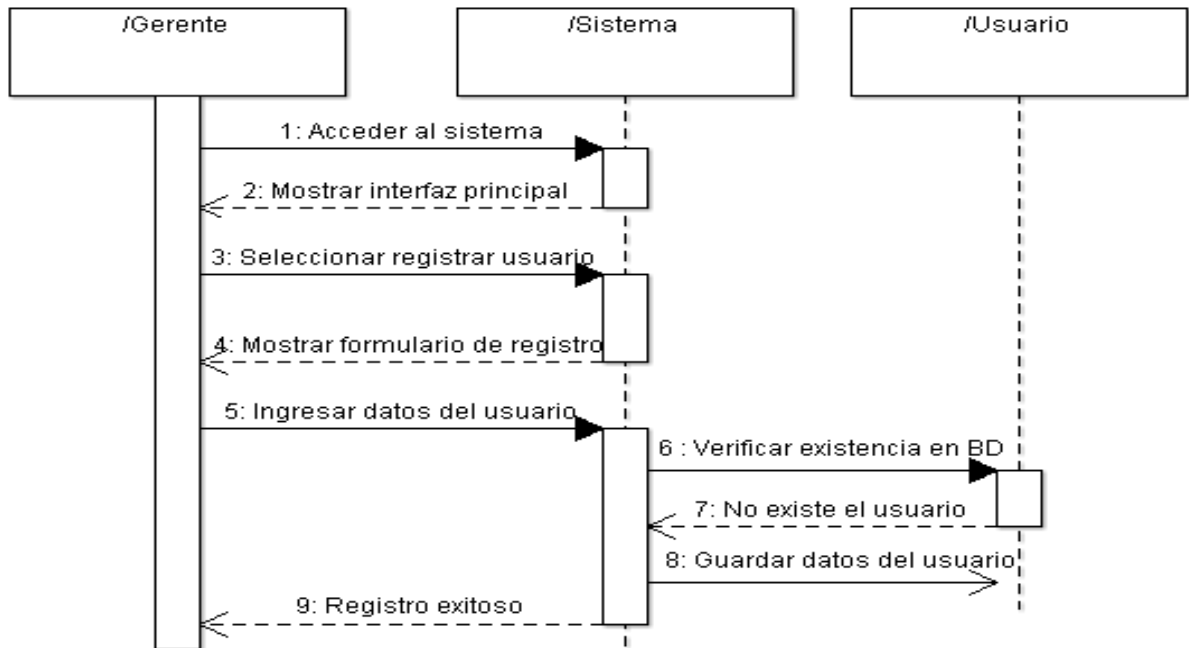 /Gerente
/Sistema
/Usuario
1: Acceder al sistema
2: Mostrar interfaz principal
3: Seleccionar registrar usuario
4: Mostrar formulario de registro
5: Ingresar datos del usuario
6 : Verificar existencia en BD
7: No existe el usuario
8: Guardar datos del usuario
9: Registro exitoso